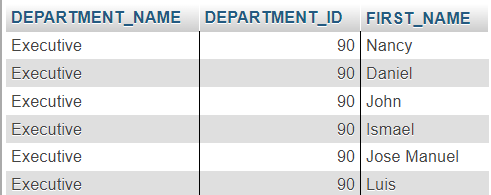 DEPARTMENT_NAME DEPARTMENT_ID FIRST_NAME
Executive 90 Nancy
Executive 90 Daniel
Executive 90 John
Executive 90 Ismael
Executive 90 Jose Manuel
Executive 90 Luis